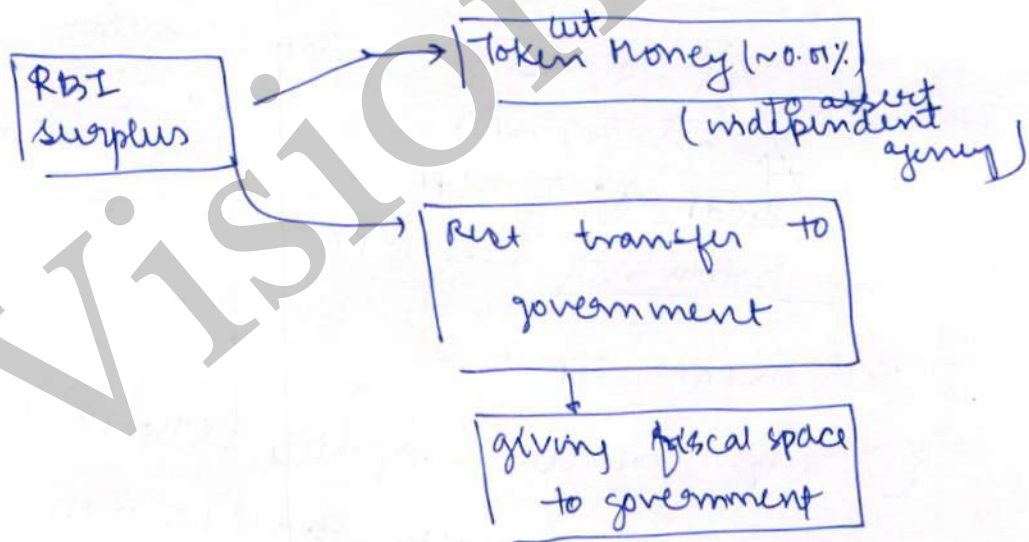 RBI
surplus
cut
Token Money (~0.01%)
(to assert
independent
agency)
Rest transfer to
government
giving fiscal space
to government
Vision